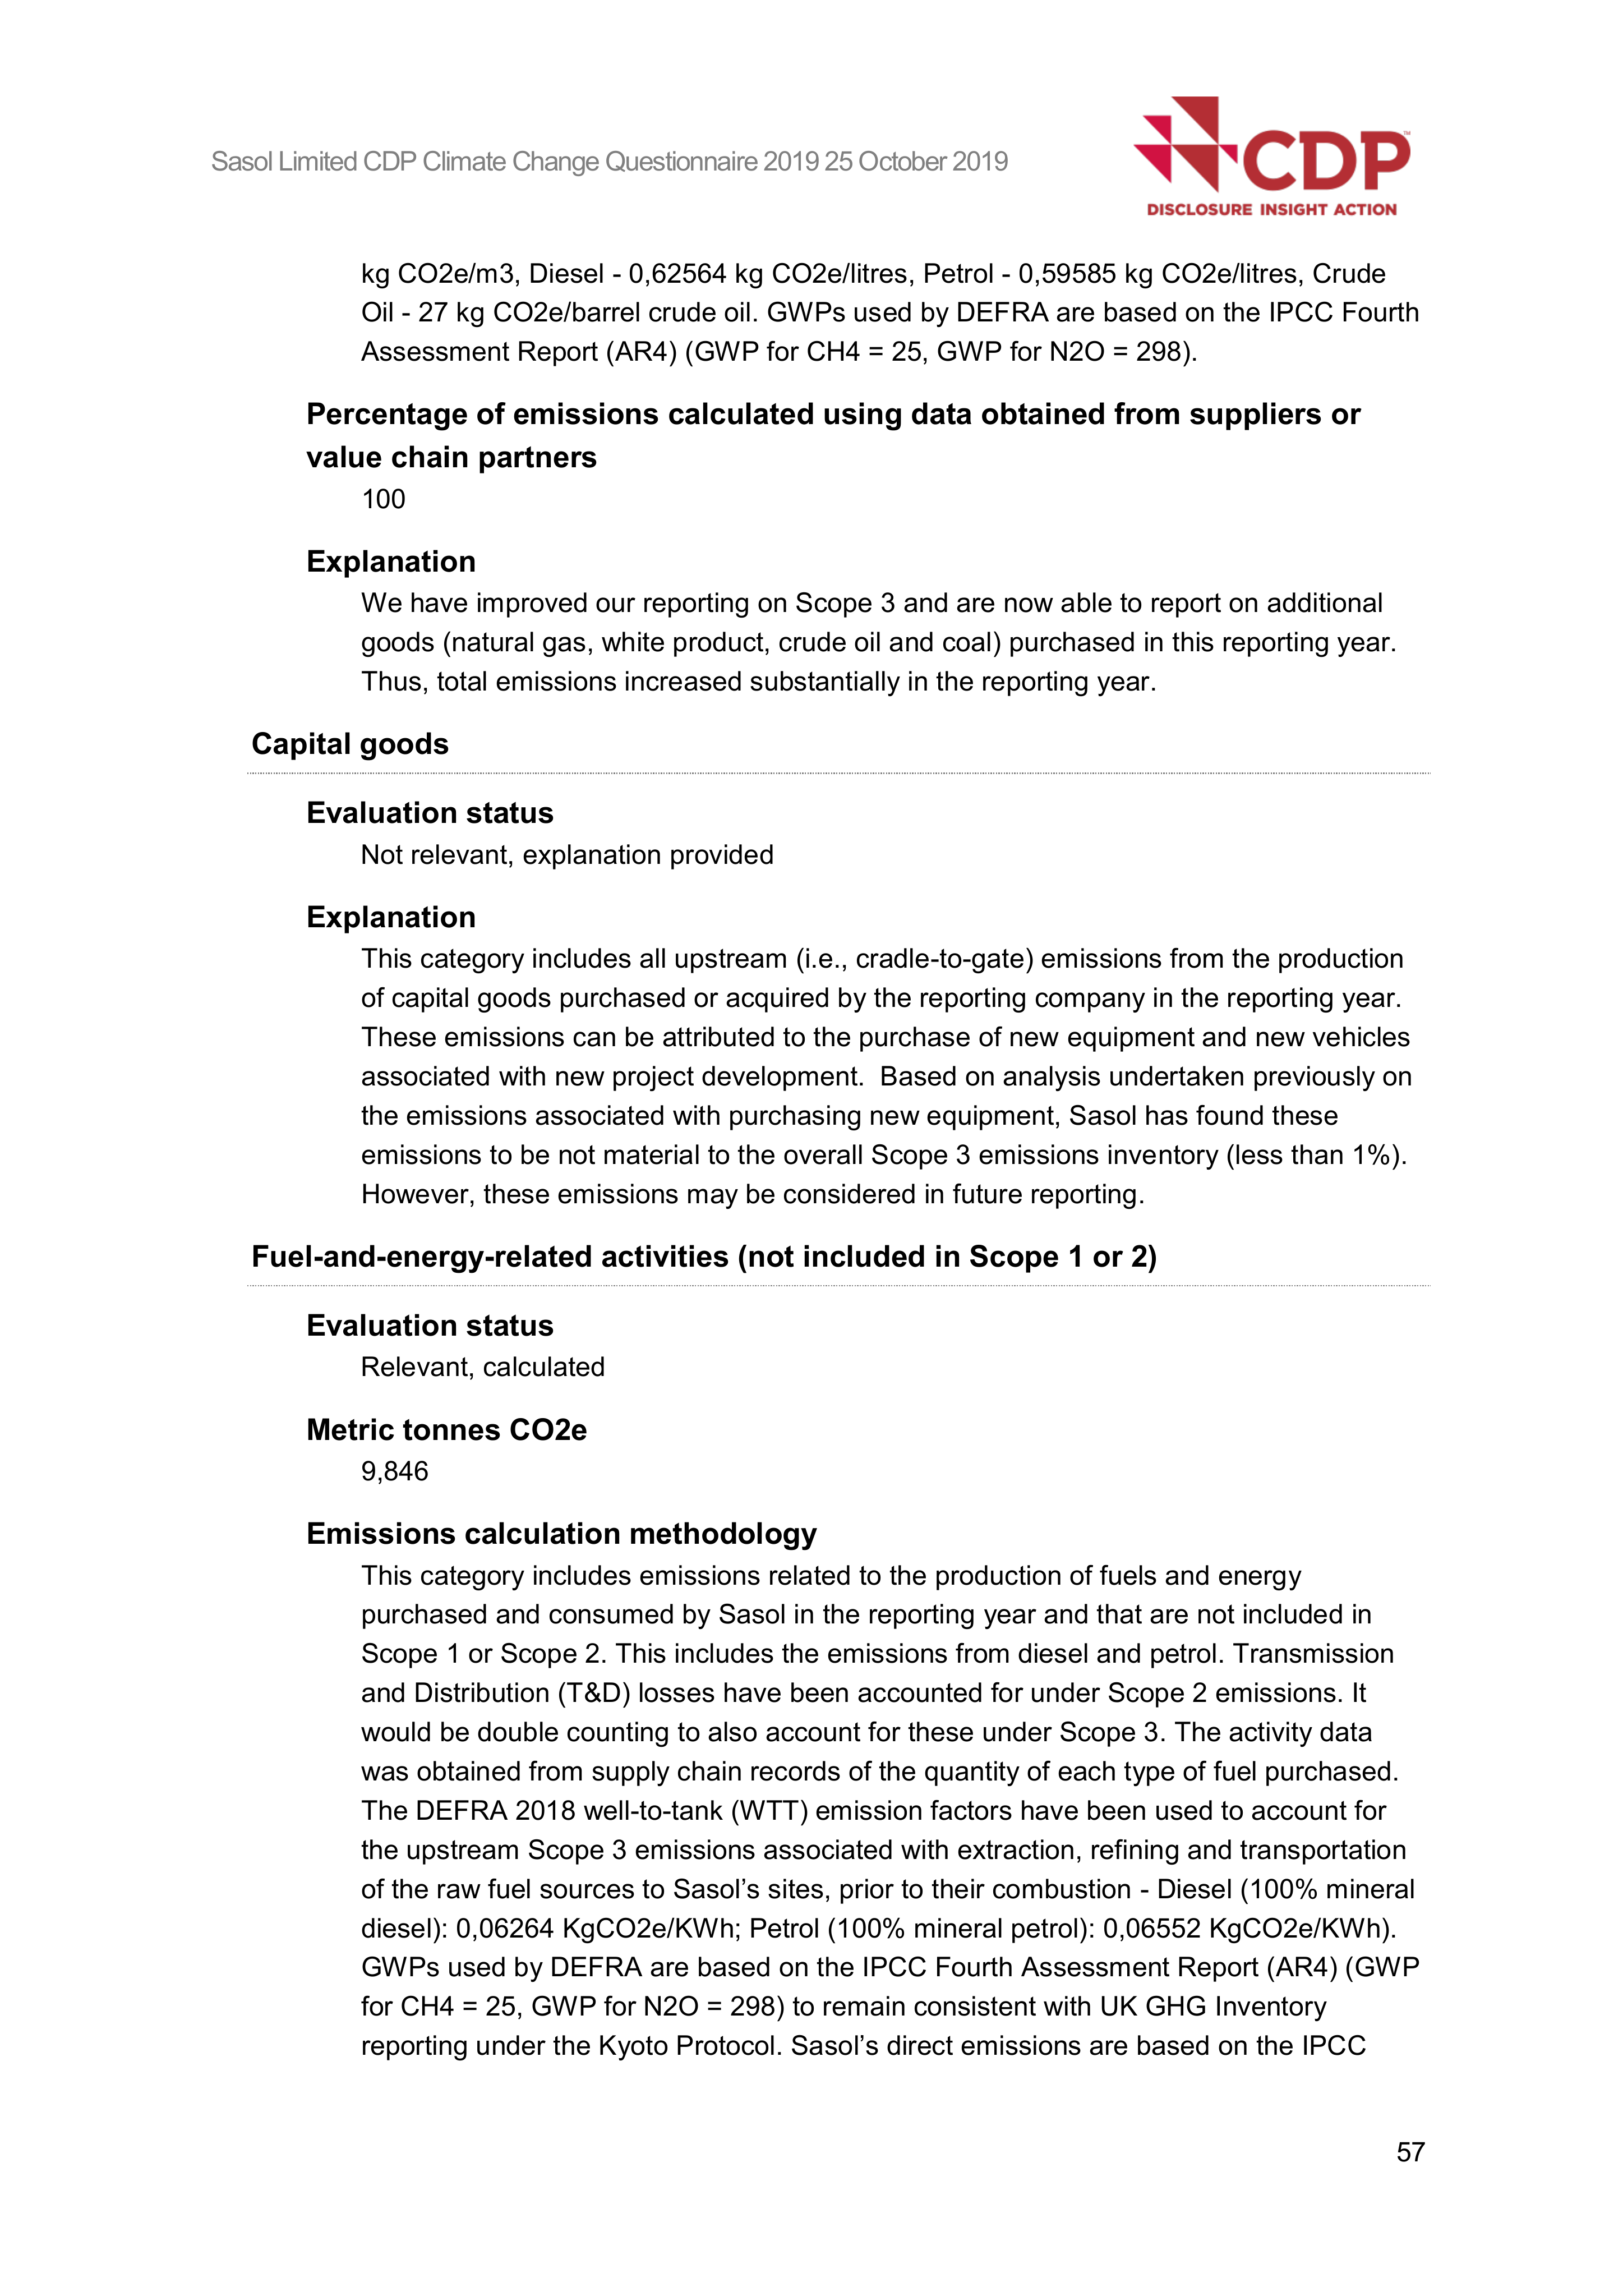 Sasol Limited CDP Climate Change Questionnaire 2019 25 October 2019
CDP™
DISCLOSURE INSIGHT ACTION
kg CO2e/m3, Diesel - 0,62564 kg CO2e/litres, Petrol - 0,59585 kg CO2e/litres, Crude
Oil - 27 kg CO2e/barrel crude oil. GWPs used by DEFRA are based on the IPCC Fourth
Assessment Report (AR4) (GWP for CH4 = 25, GWP for N2O = 298).
Percentage of emissions calculated using data obtained from suppliers or
value chain partners
100
Explanation
We have improved our reporting on Scope 3 and are now able to report on additional
goods (natural gas, white product, crude oil and coal) purchased in this reporting year.
Thus, total emissions increased substantially in the reporting year.
Capital goods
Evaluation status
Not relevant, explanation provided
Explanation
This category includes all upstream (i.e., cradle-to-gate) emissions from the production
of capital goods purchased or acquired by the reporting company in the reporting year.
These emissions can be attributed to the purchase of new equipment and new vehicles
associated with new project development.  Based on analysis undertaken previously on
the emissions associated with purchasing new equipment, Sasol has found these
emissions to be not material to the overall Scope 3 emissions inventory (less than 1%).
However, these emissions may be considered in future reporting.
Fuel-and-energy-related activities (not included in Scope 1 or 2)
Evaluation status
Relevant, calculated
Metric tonnes CO2e
9,846
Emissions calculation methodology
This category includes emissions related to the production of fuels and energy
purchased and consumed by Sasol in the reporting year and that are not included in
Scope 1 or Scope 2. This includes the emissions from diesel and petrol. Transmission
and Distribution (T&D) losses have been accounted for under Scope 2 emissions. It
would be double counting to also account for these under Scope 3. The activity data
was obtained from supply chain records of the quantity of each type of fuel purchased.
The DEFRA 2018 well-to-tank (WTT) emission factors have been used to account for
the upstream Scope 3 emissions associated with extraction, refining and transportation
of the raw fuel sources to Sasol’s sites, prior to their combustion - Diesel (100% mineral
diesel): 0,06264 KgCO2e/KWh; Petrol (100% mineral petrol): 0,06552 KgCO2e/KWh).
GWPs used by DEFRA are based on the IPCC Fourth Assessment Report (AR4) (GWP
for CH4 = 25, GWP for N2O = 298) to remain consistent with UK GHG Inventory
reporting under the Kyoto Protocol. Sasol’s direct emissions are based on the IPCC
57